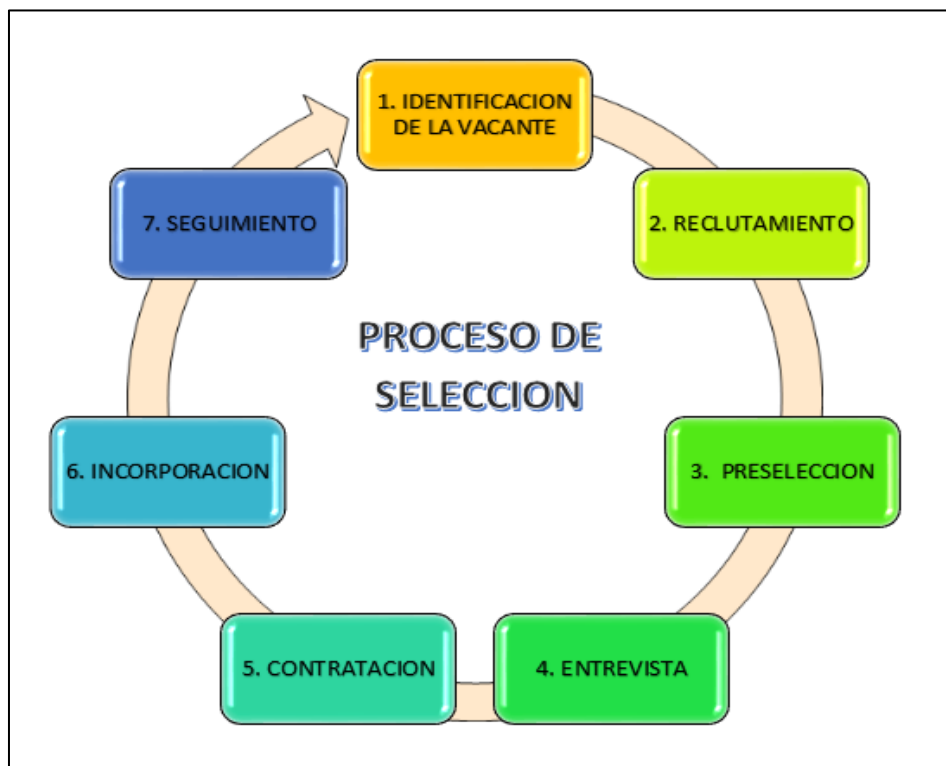 1. IDENTIFICACION
DE LA VACANTE
2. RECLUTAMIENTO
3. PRESELECCION
4. ENTREVISTA
5. CONTRATACION
6. INCORPORACION
7. SEGUIMIENTO
PROCESO DE
SELECCION